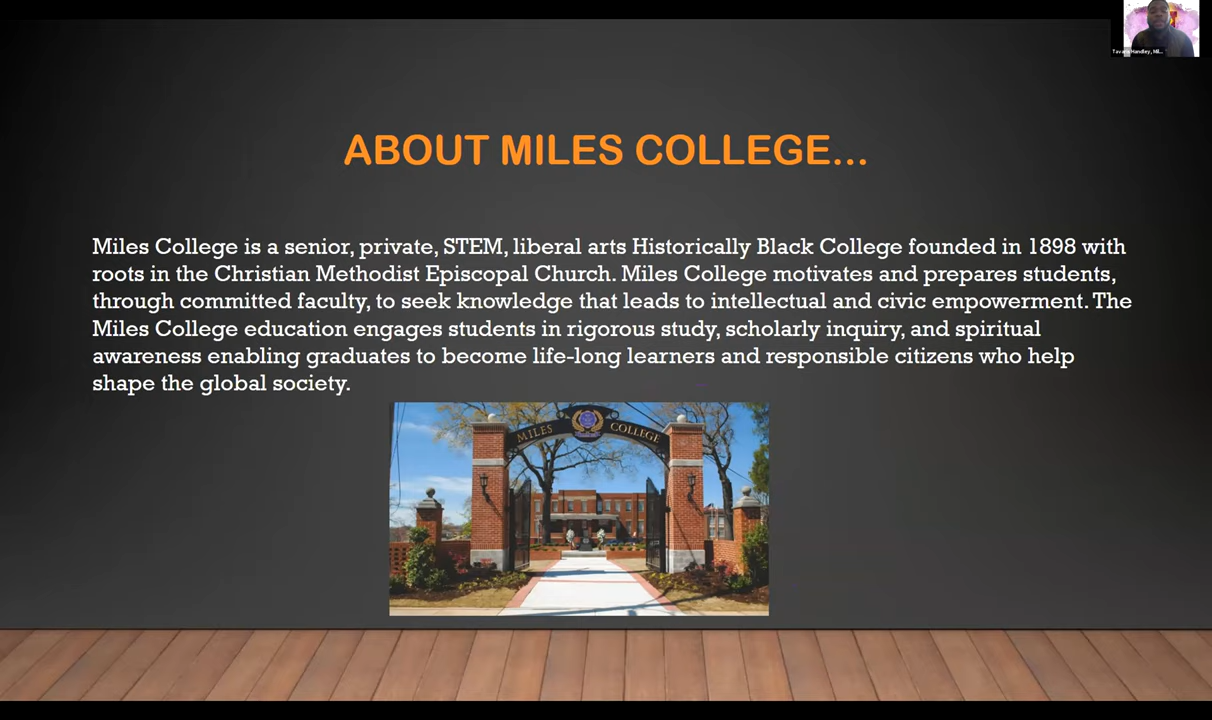 ABOUT MILES COLLEGE...
Miles College is a senior, private, STEM, liberal arts Historically Black College founded in 1898 with
roots in the Christian Methodist Episcopal Church. Miles College motivates and prepares students,
through committed faculty, to seek knowledge that leads to intellectual and civic empowerment. The
Miles College education engages students in rigorous study, scholarly inquiry, and spiritual
awareness enabling graduates to become life-long learners and responsible citizens who help
shape the global society.
MILES COLLEGE
Handley, Mil...